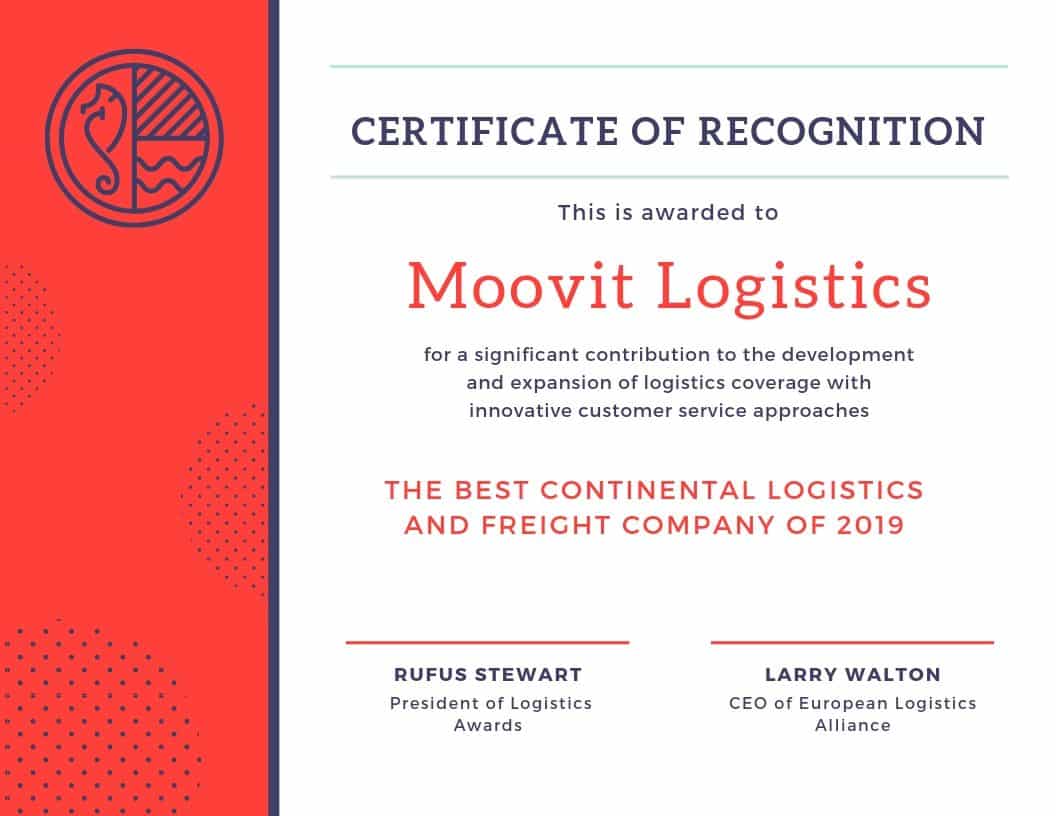 CERTIFICATE OF RECOGNITION
This is awarded to
Moovit Logistics
for a significant contribution to the development
and expansion of logistics coverage with
innovative customer service approaches
THE BEST CONTINENTAL LOGISTICS
AND FREIGHT COMPANY OF 2019
RUFUS STEWART
President of Logistics
Awards
LARRY WALTON
CEO of European Logistics
Alliance